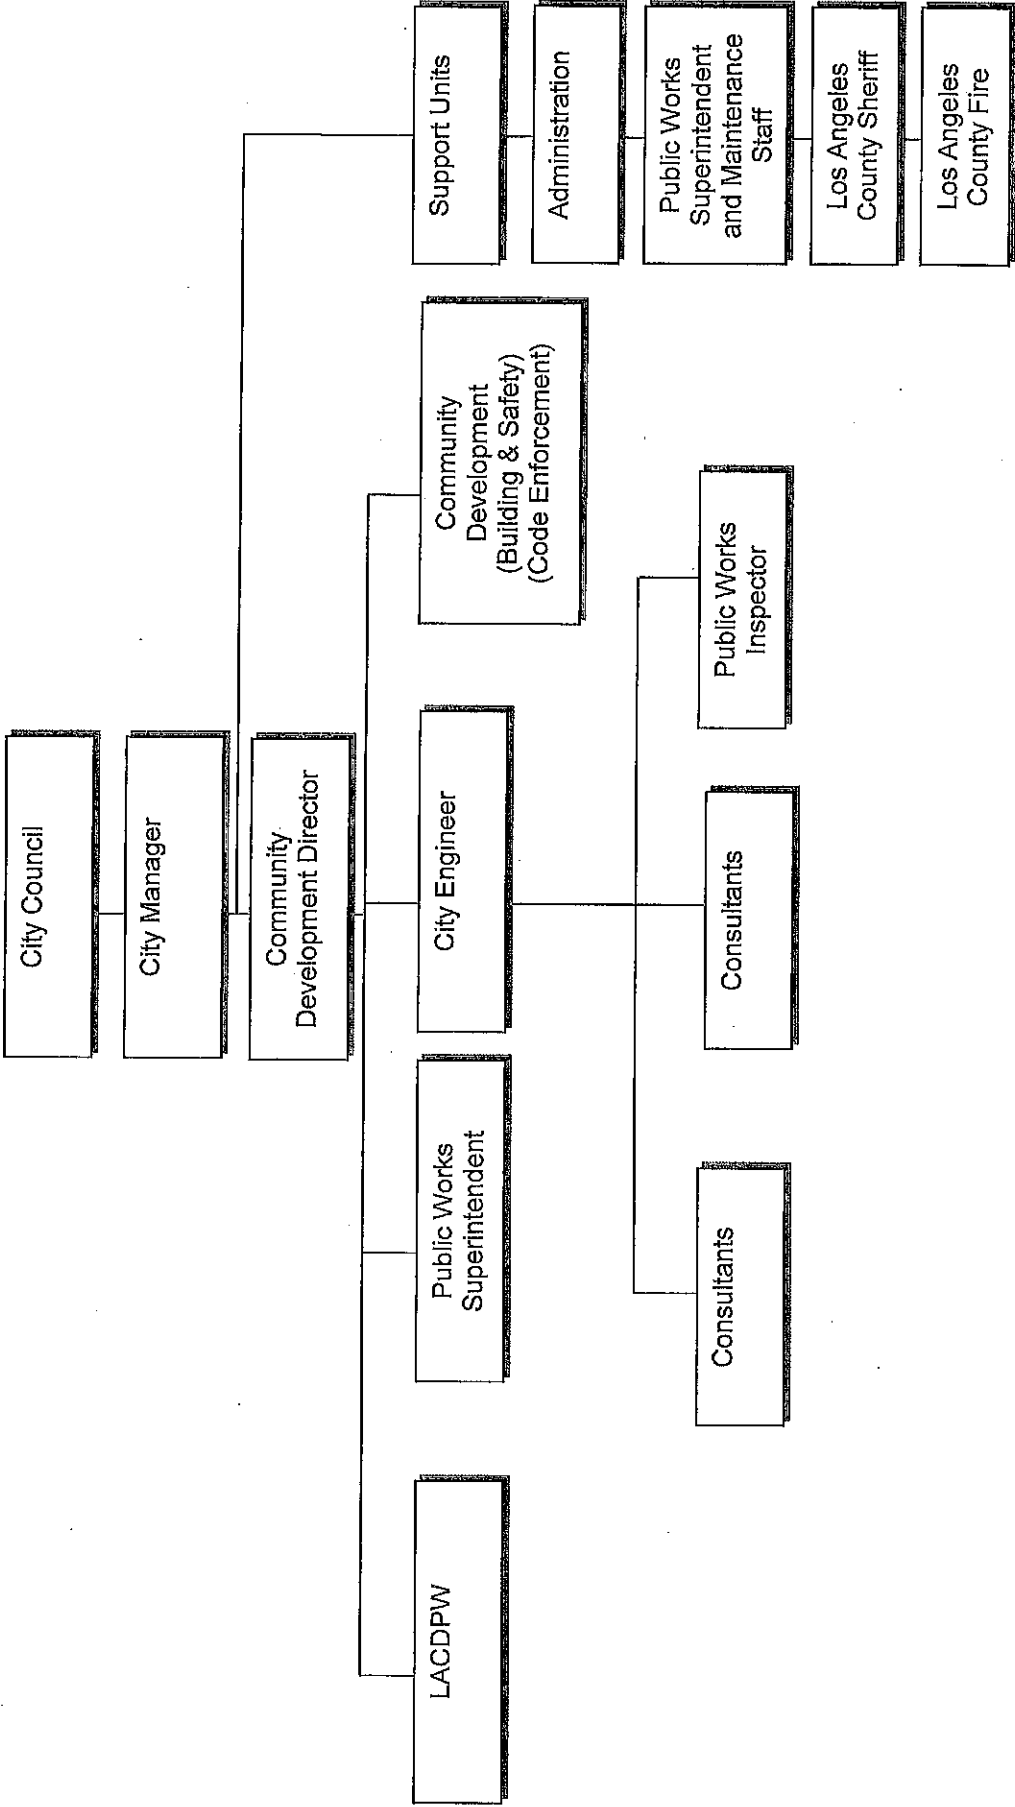 City Council
City Manager
Community
Development Director
LACDPW
Public Works
Superintendent
City Engineer
Community
Development
(Building & Safety)
(Code Enforcement)
Support Units
Administration
Public Works
Superintendent
and Maintenance
Staff
Los Angeles
County Sheriff
Los Angeles
County Fire
Consultants
Consultants
Public Works
Inspector